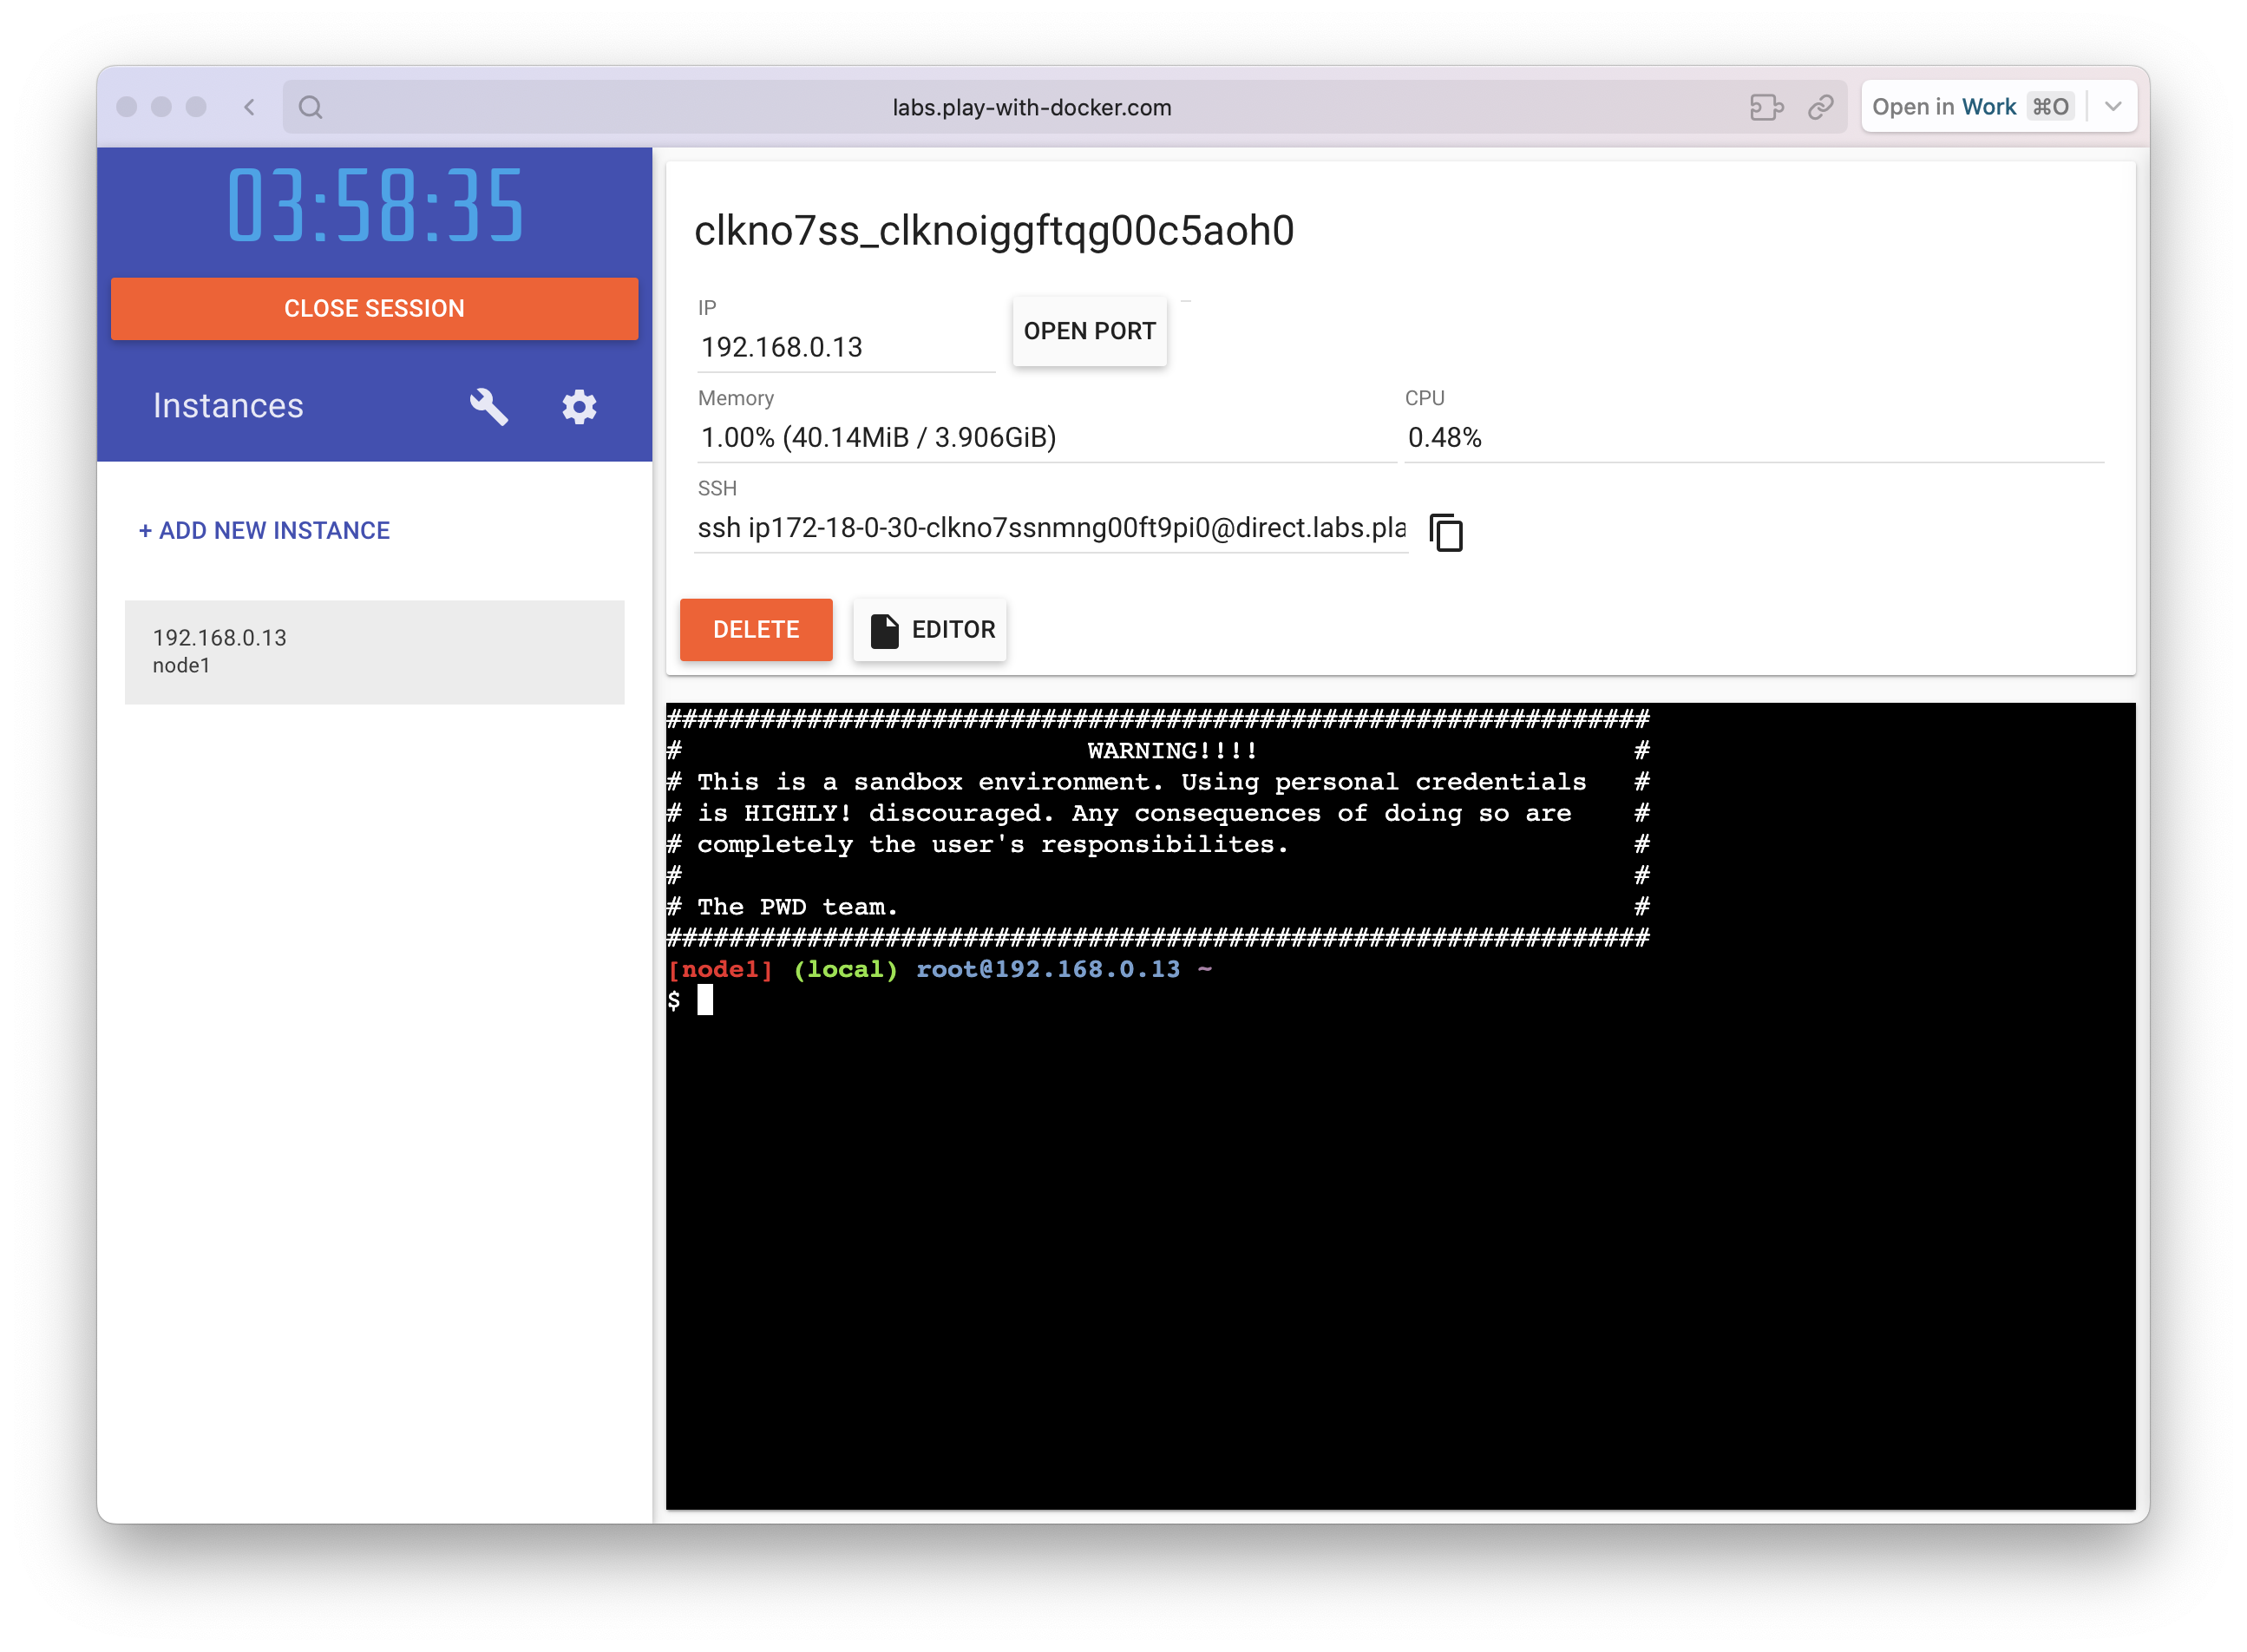 labs.play-with-docker.com
Open in Work ⌘O
03:58:35
CLOSE SESSION
Instances
+ ADD NEW INSTANCE
192.168.0.13
node1
clkno7ss_clknoiggftqg00c5aoh0
IP
192.168.0.13
OPEN PORT
Memory
1.00% (40.14MiB / 3.906GiB)
CPU
0.48%
SSH
ssh ip172-18-0-30-clkno7ssnmng00ft9pi0@direct.labs.pla
DELETE
EDITOR
###############################################################
# WARNING!!!! #
# This is a sandbox environment. Using personal credentials #
# is HIGHLY! discouraged. Any consequences of doing so are #
# completely the user's responsibilites. #
# #
# The PWD team. #
###############################################################
[node1] (local) root@192.168.0.13 ~
$